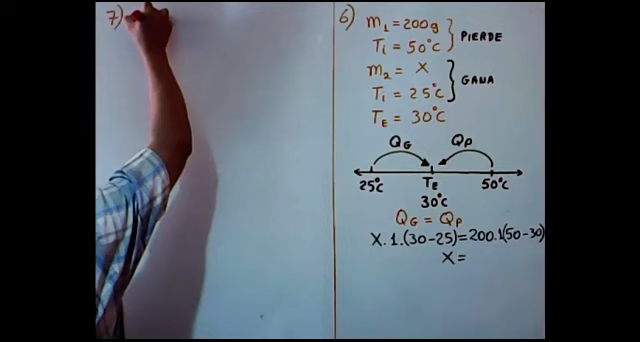 7)
6) m₁ = 200g
T₁ = 50°C
PIERDE
m₂ = X
T₁ = 25°C
GANA
T_E = 30°C
Q_G Q_P
25°C T_E 50°C
30°C
Q_G = Q_P
X.1.(30-25)=200.1(50-30)
X =